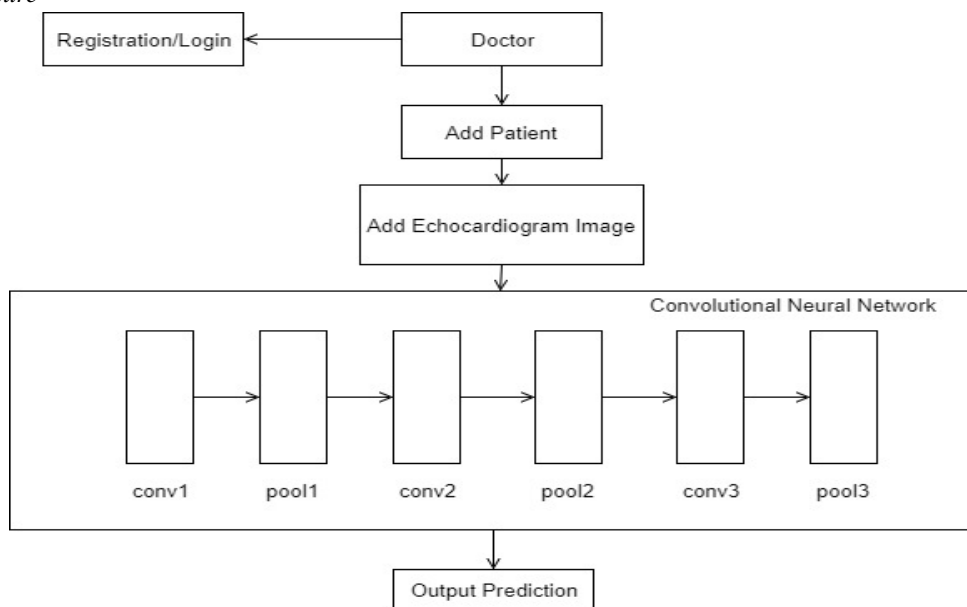 Registration/Login
Doctor
Add Patient
Add Echocardiogram Image
Convolutional Neural Network
conv1
pool1
conv2
pool2
conv3
pool3
Output Prediction